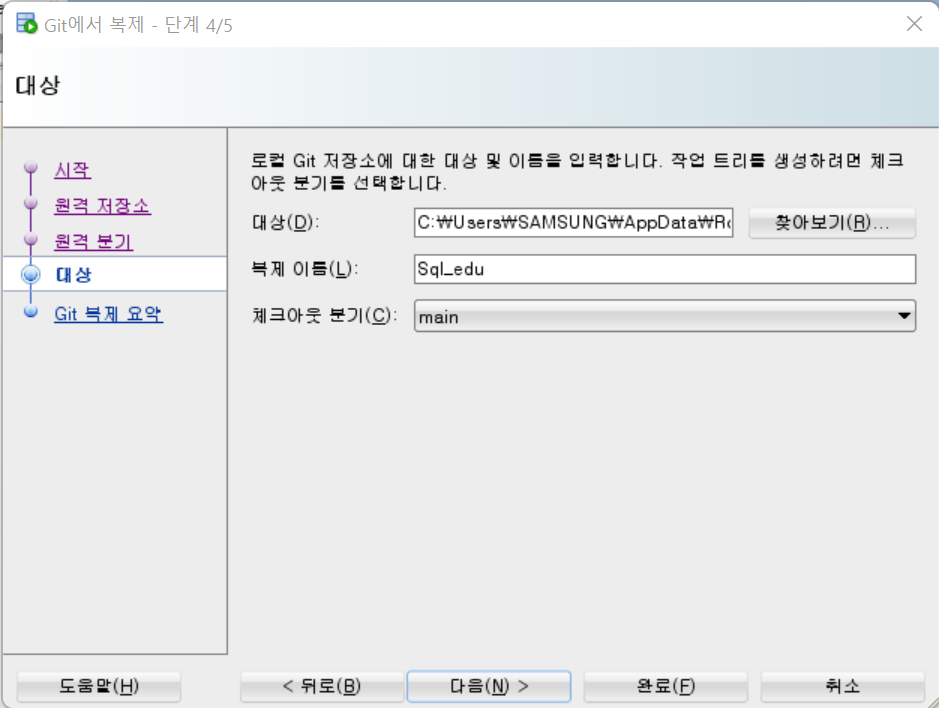 Git에서 복제 - 단계 4/5
대상
시작
원격 저장소
원격 분기
대상
Git 복제 요약
로컬 Git 저장소에 대한 대상 및 이름을 입력합니다. 작업 트리를 생성하려면 체크
아웃 분기를 선택합니다.
대상(D): C:₩Users₩SAMSUNG₩AppData₩Ro 찾아보기(R)...
복제 이름(L): Sql_edu
체크아웃 분기(C): main
도움말(H) < 뒤로(B) 다음(N) > 완료(F) 취소